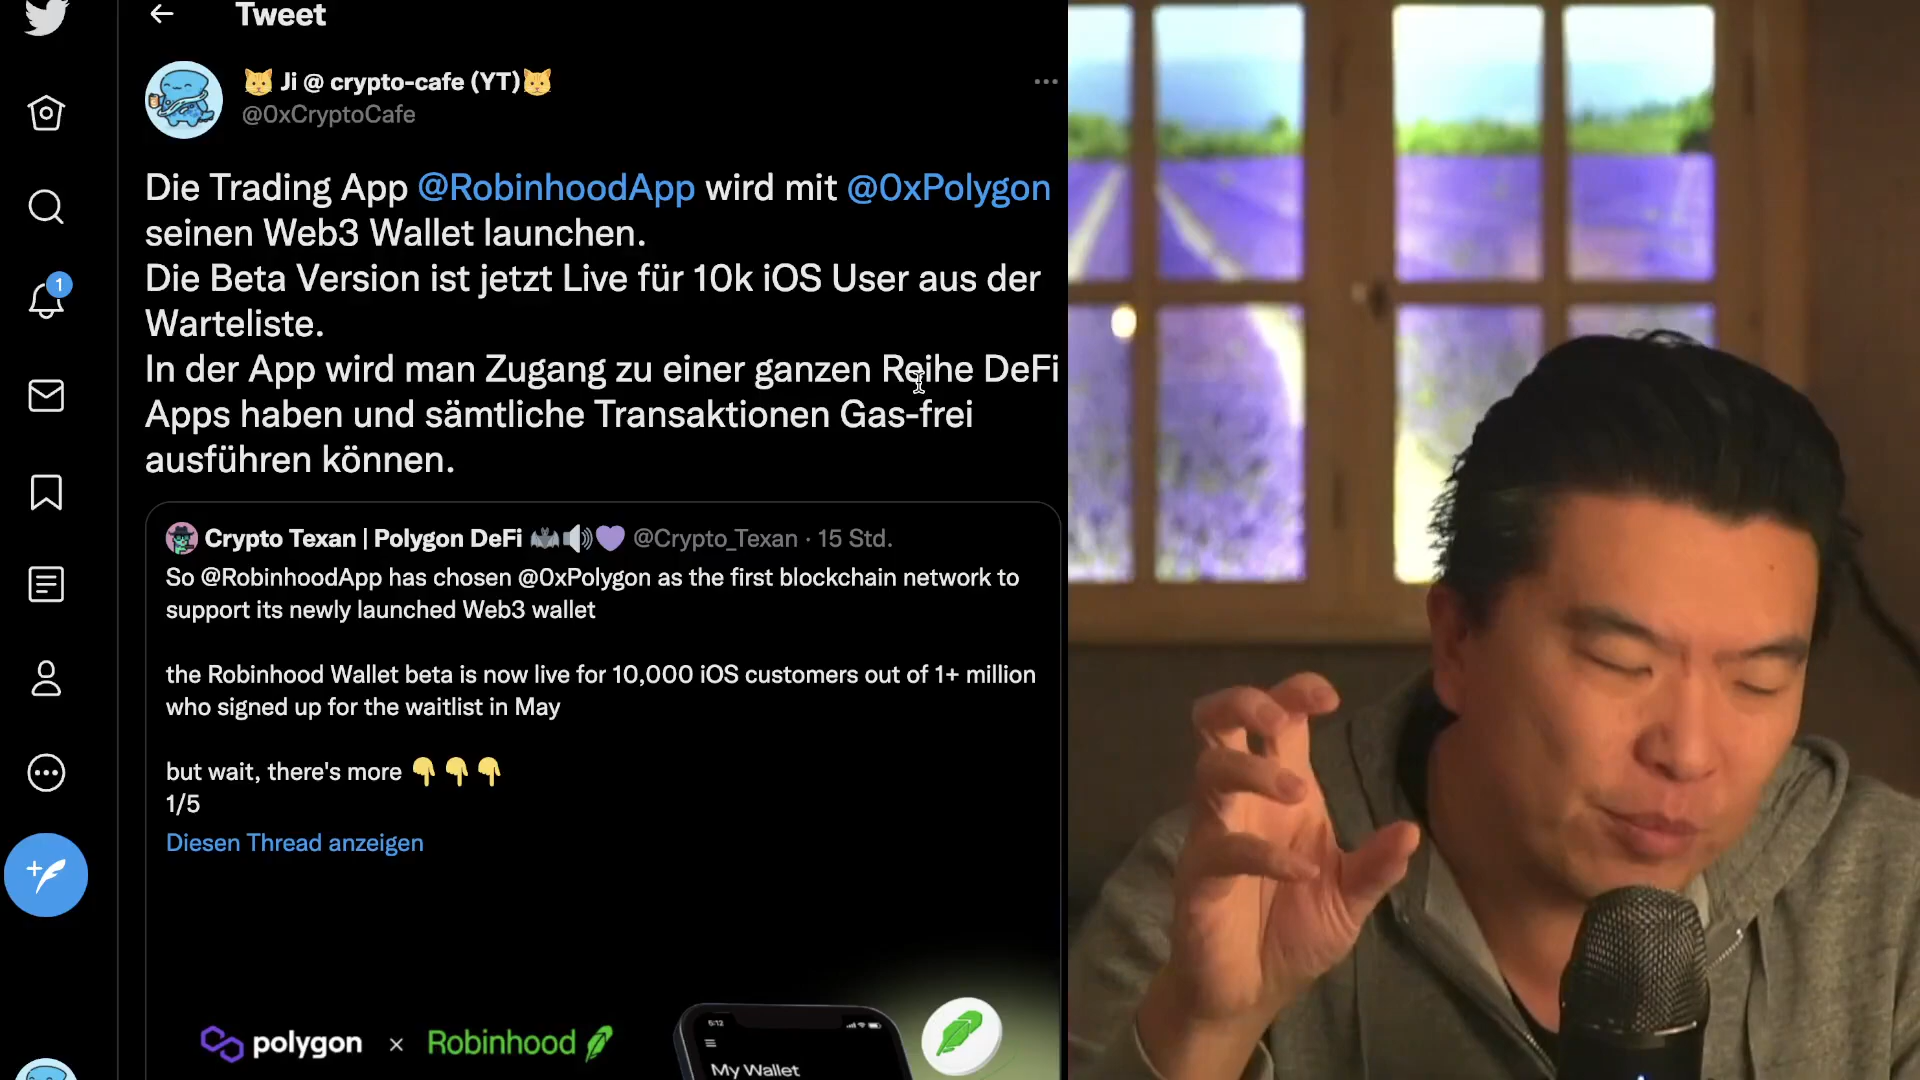 Tweet
Ji @ crypto-cafe (YT)
@0xCryptoCafe
Die Trading App @RobinhoodApp wird mit @0xPolygon
seinen Web3 Wallet launchen.
Die Beta Version ist jetzt Live für 10k iOS User aus der
Warteliste.
In der App wird man Zugang zu einer ganzen Reihe DeFi
Apps haben und sämtliche Transaktionen Gas-frei
ausführen können.
Crypto Texan | Polygon DeFi @Crypto_Texan · 15 Std.
So @RobinhoodApp has chosen @0xPolygon as the first blockchain network to
support its newly launched Web3 wallet
the Robinhood Wallet beta is now live for 10,000 iOS customers out of 1+ million
who signed up for the waitlist in May
but wait, there's more
1/5
Diesen Thread anzeigen
polygon × Robinhood
5:12
My Wallet
1